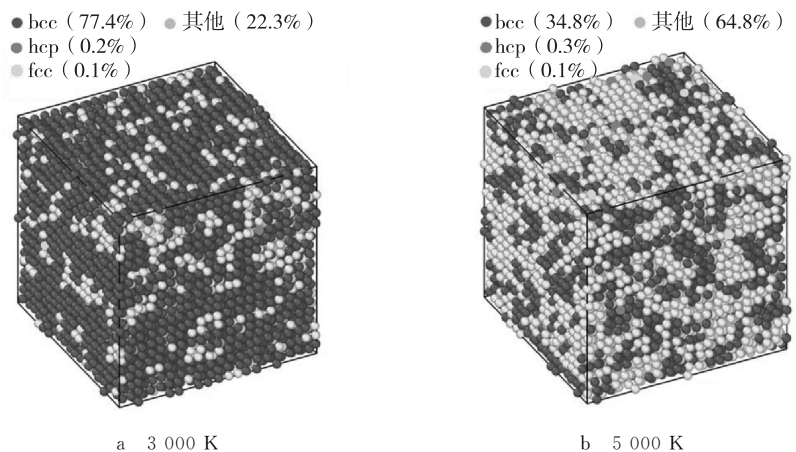 bcc（77.4%） 其他（22.3%）
hcp（0.2%）
fcc（0.1%）
bcc（34.8%） 其他（64.8%）
hcp（0.3%）
fcc（0.1%）
a 3 000 K
b 5 000 K